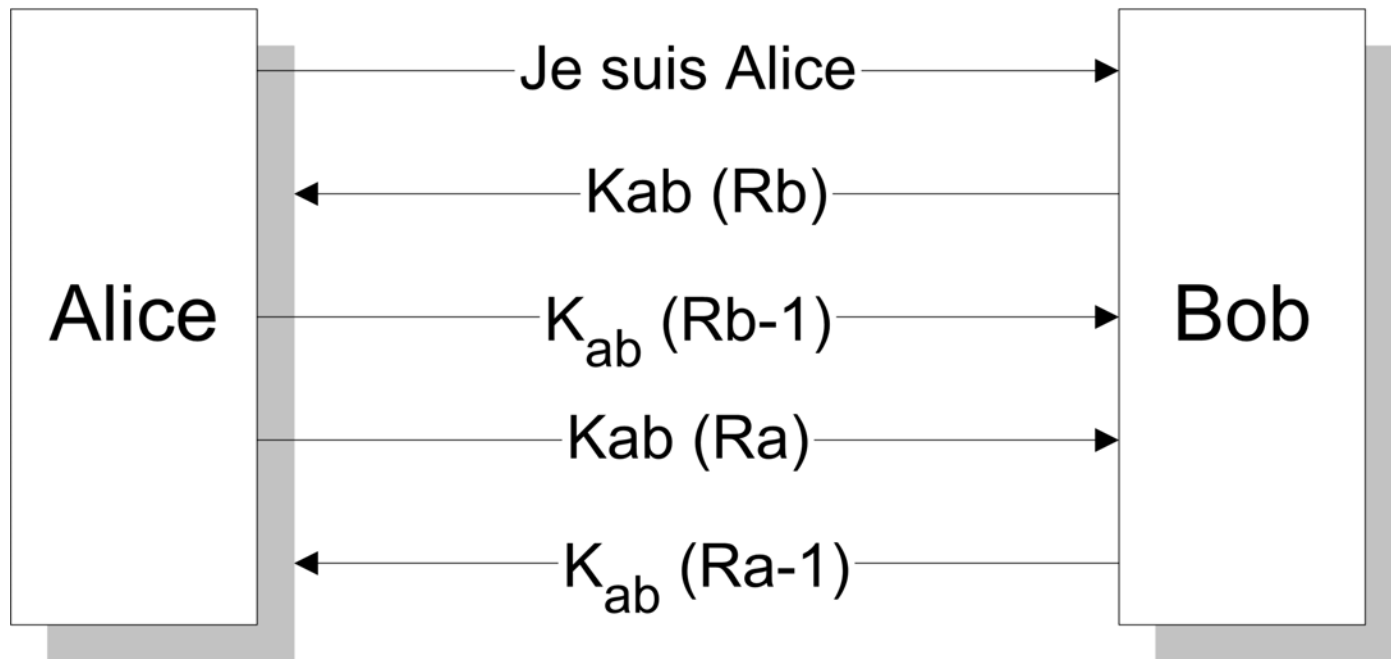 Je suis Alice
Kab (Rb)
Alice
Kab (Rb-1)
Bob
Kab (Ra)
Kab (Ra-1)